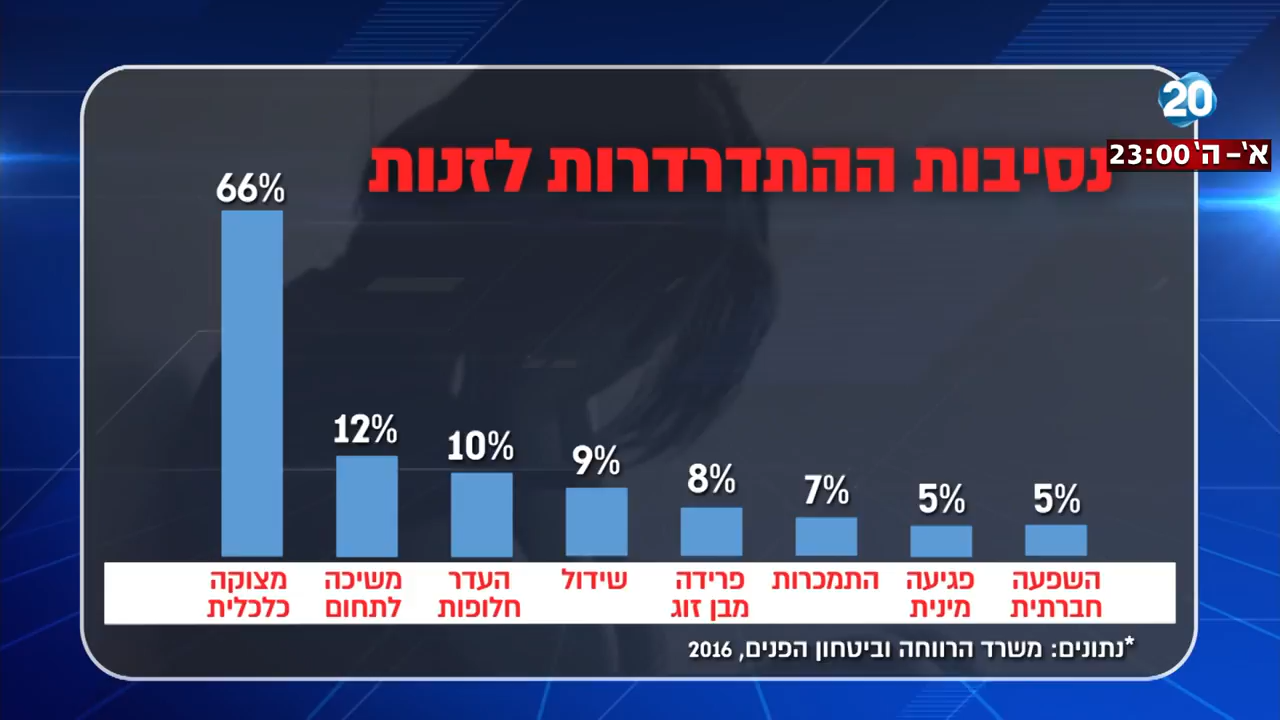 20
א'-ה' 23:00
נסיבות ההתדרדרות לזנות
66%
12%
10%
9%
8%
7%
5%
5%
מצוקה
כלכלית
משיכה
לתחום
העדר
חלופות
שידול
פרידה
מבן זוג
התמכרות
פגיעה
מינית
השפעה
חברתית
*נתונים: משרד הרווחה וביטחון הפנים, 2016